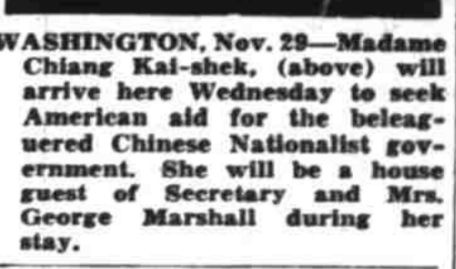 WASHINGTON, Nov. 29—Madame
Chiang Kai-shek, (above) will
arrive here Wednesday to seek
American aid for the beleag-
uered Chinese Nationalist gov-
ernment. She will be a house
guest of Secretary and Mrs.
George Marshall during her
stay.